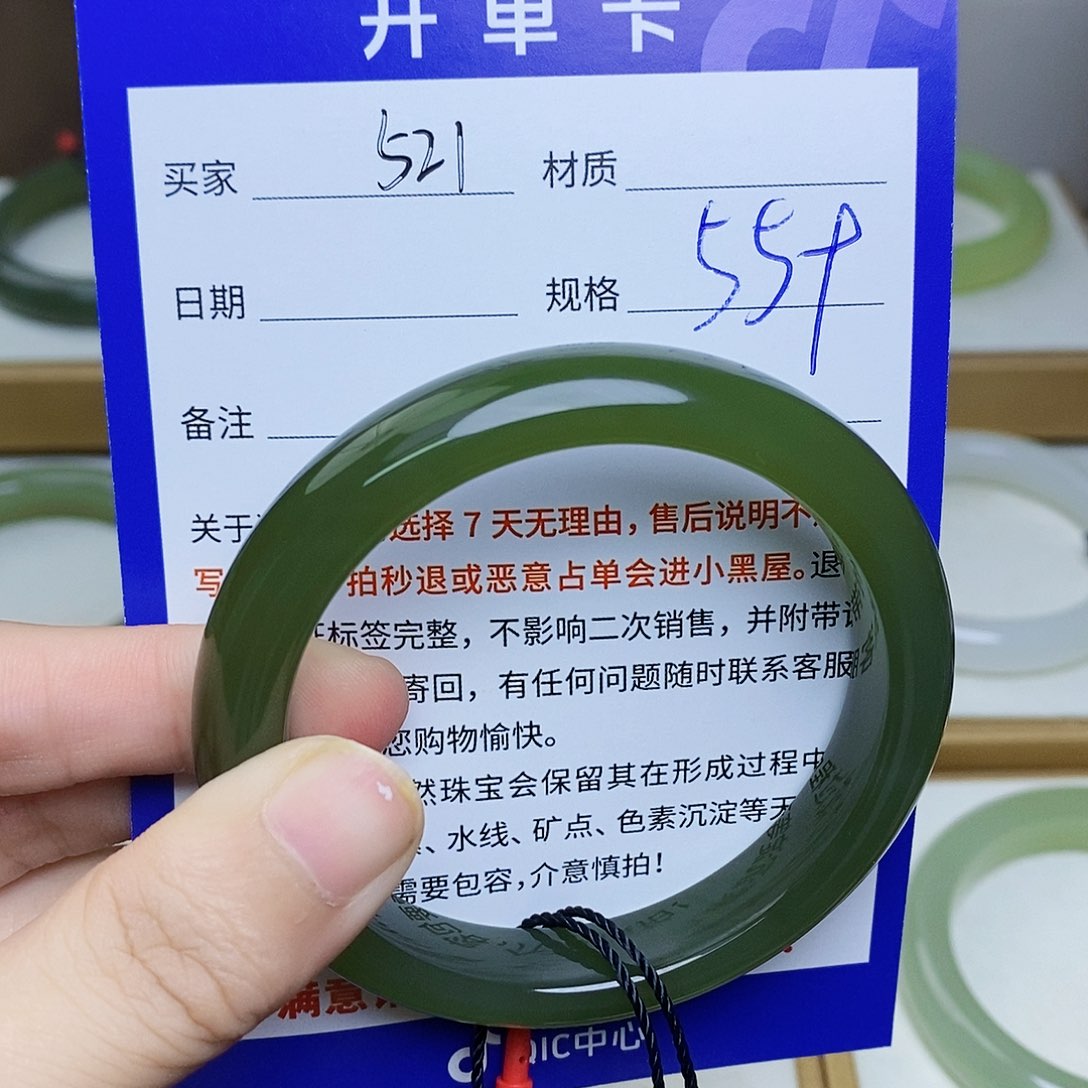 开单卡
买家 521 材质
日期 规格 55+
备注
关于 选择7天无理由，售后说明不
写 拍秒退或恶意占单会进小黑屋。退
标签完整，不影响二次销售，并附带
寄回，有任何问题随时联系客服
您购物愉快。
然珠宝会保留其在形成过程中
、水线、矿点、色素沉淀等天
需要包容，介意慎拍！
满意
QIC中心